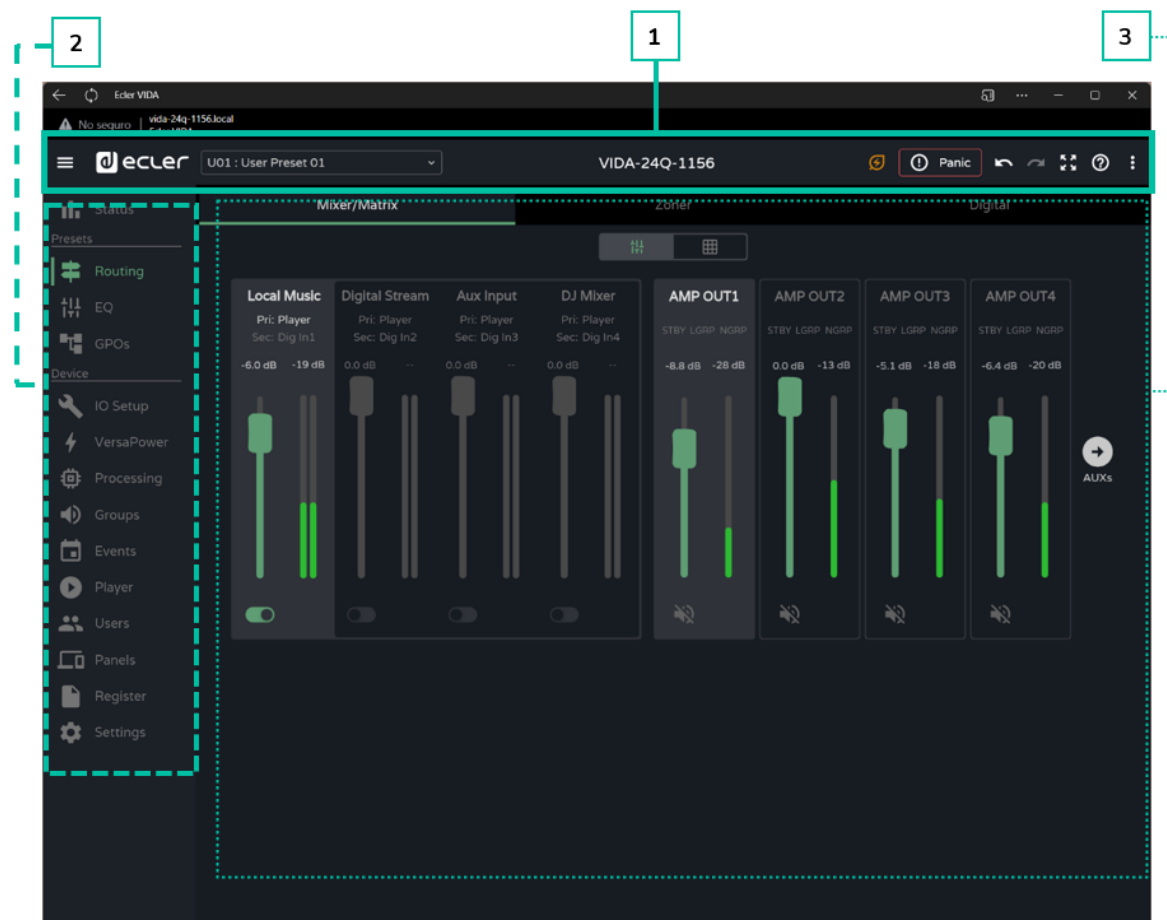 2
1
3
Ecler VIDA
No seguro
vida-24q-1156.local
Ecler VIDA
ecler
U01 : User Preset 01
VIDA-24Q-1156
Panic
Status
Mixer/Matrix
Zoner
Digital
Presets
Routing
EQ
GPOs
Device
IO Setup
VersaPower
Processing
Groups
Events
Player
Users
Panels
Register
Settings
Local Music
Pri: Player
Sec: Dig In1
-6.0 dB -19 dB
Digital Stream
Pri: Player
Sec: Dig In2
0.0 dB --
Aux Input
Pri: Player
Sec: Dig In3
0.0 dB --
DJ Mixer
Pri: Player
Sec: Dig In4
0.0 dB --
AMP OUT1
STBY LGRP NGRP
-8.8 dB -28 dB
AMP OUT2
STBY LGRP NGRP
0.0 dB -13 dB
AMP OUT3
STBY LGRP NGRP
-5.1 dB -18 dB
AMP OUT4
STBY LGRP NGRP
-6.4 dB -20 dB
AUXs